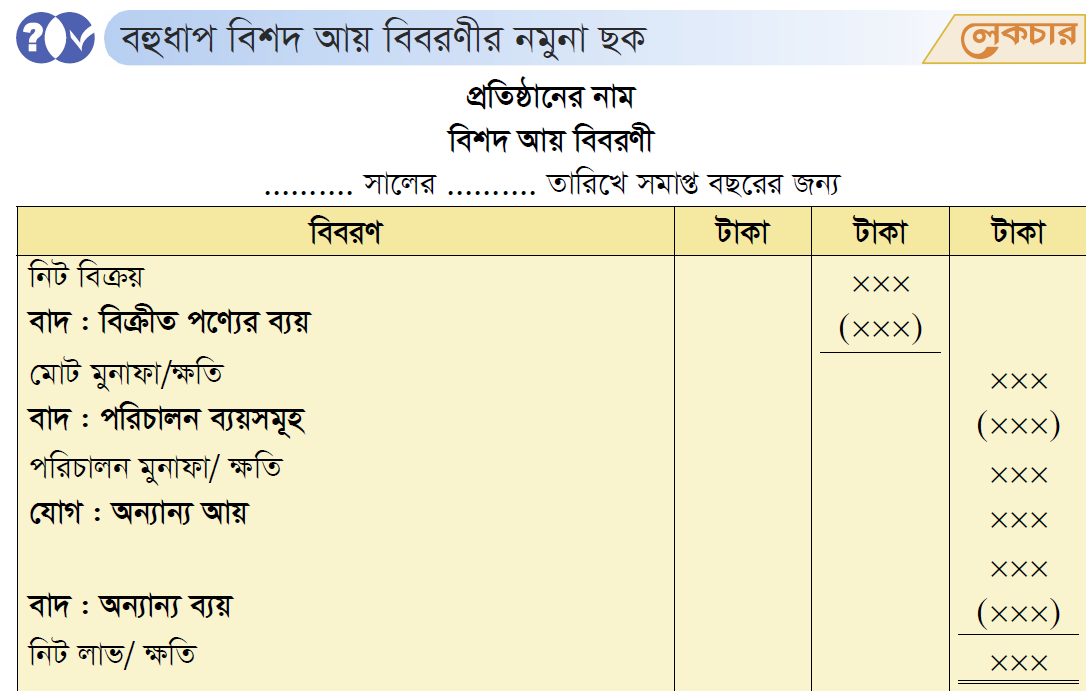 ? বহুধাপ বিশদ আয় বিবরণীর নমুনা ছক লেকচার
প্রতিষ্ঠানের নাম
বিশদ আয় বিবরণী
.......... সালের .......... তারিখে সমাপ্ত বছরের জন্য
বিবরণ টাকা টাকা টাকা
নিট বিক্রয় ×××
বাদ : বিক্রীত পণ্যের ব্যয় (×××)
মোট মুনাফা/ক্ষতি ×××
বাদ : পরিচালন ব্যয়সমূহ (×××)
পরিচালন মুনাফা/ ক্ষতি ×××
যোগ : অন্যান্য আয় ×××
×××
বাদ : অন্যান্য ব্যয় (×××)
নিট লাভ/ ক্ষতি ×××